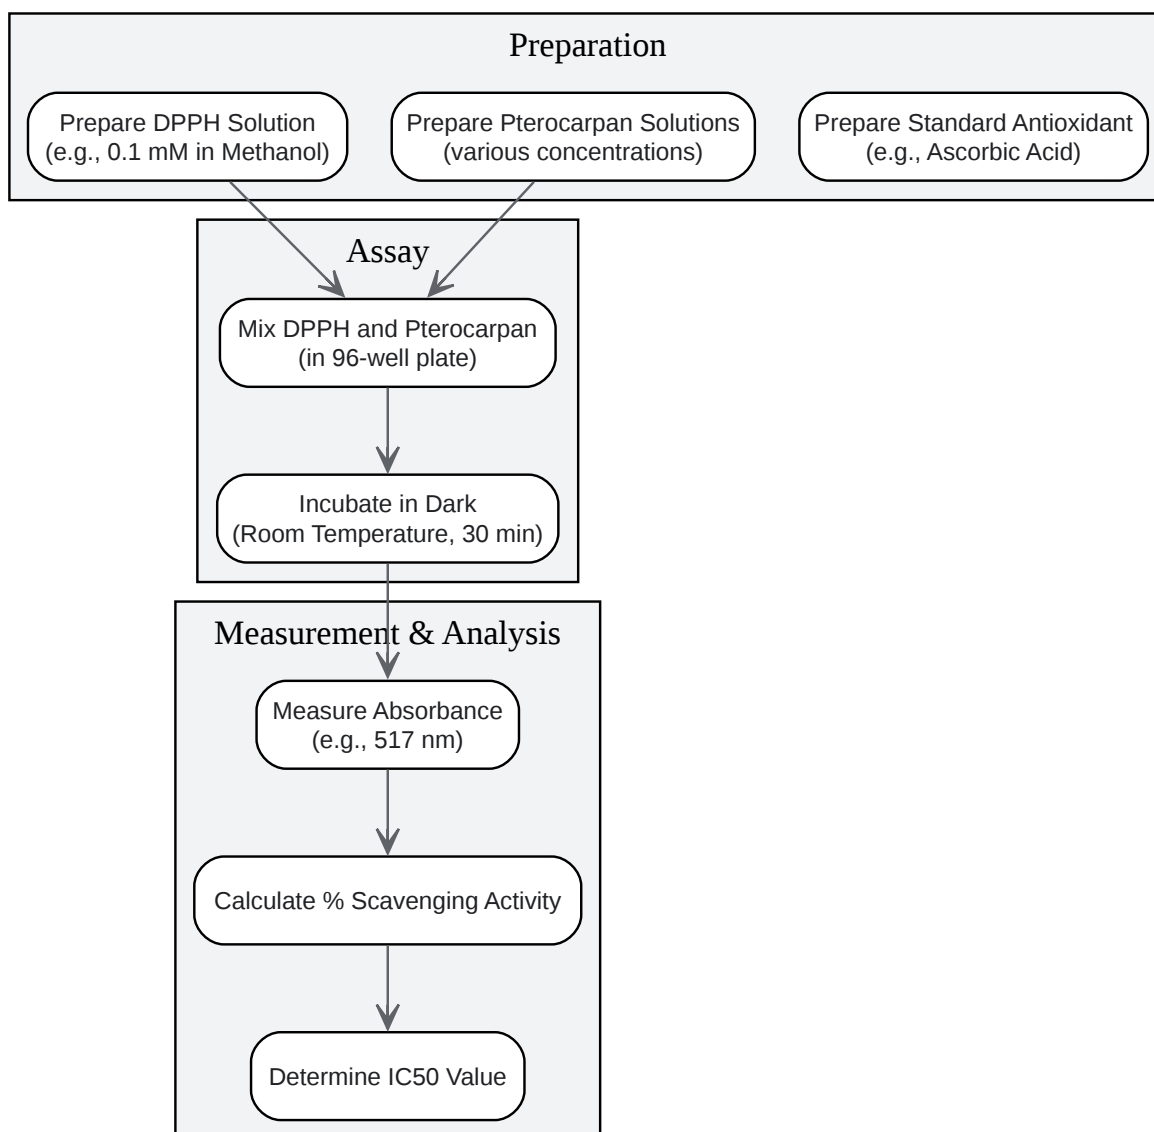 Preparation
Prepare DPPH Solution
(e.g., 0.1 mM in Methanol)
Prepare Pterocarpan Solutions
(various concentrations)
Prepare Standard Antioxidant
(e.g., Ascorbic Acid)
Assay
Mix DPPH and Pterocarpan
(in 96-well plate)
Incubate in Dark
(Room Temperature, 30 min)
Measurement & Analysis
Measure Absorbance
(e.g., 517 nm)
Calculate % Scavenging Activity
Determine IC50 Value